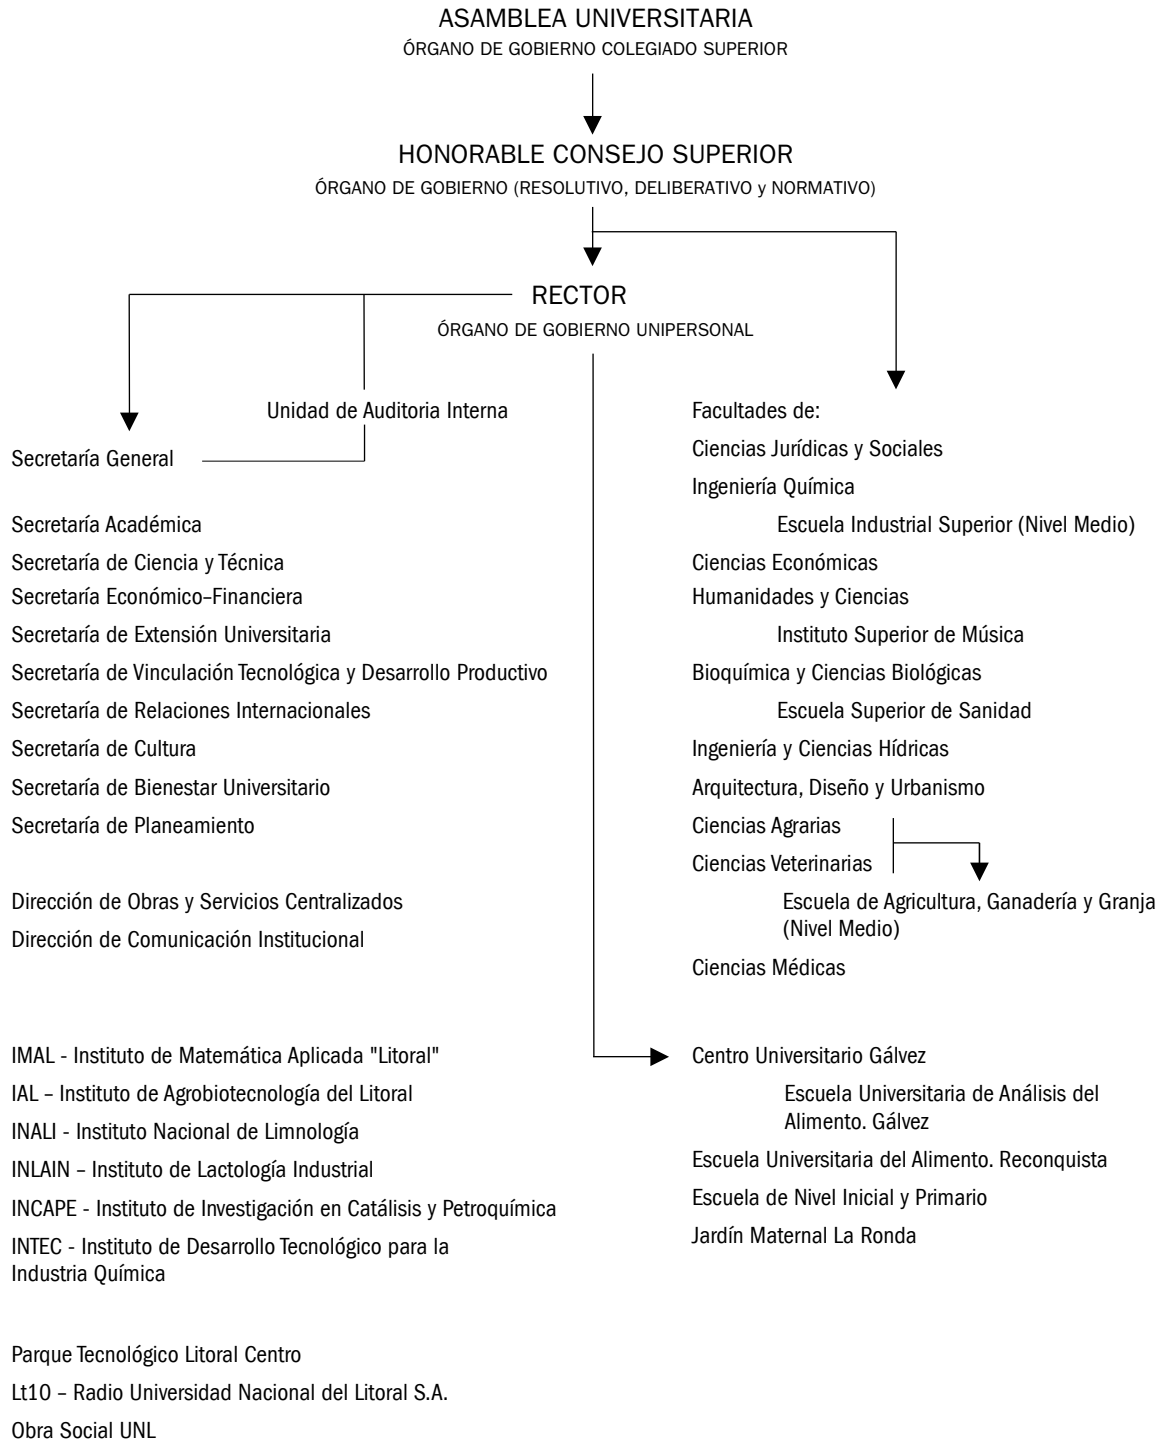 ASAMBLEA UNIVERSITARIA
ÓRGANO DE GOBIERNO COLEGIADO SUPERIOR
HONORABLE CONSEJO SUPERIOR
ÓRGANO DE GOBIERNO (RESOLUTIVO, DELIBERATIVO y NORMATIVO)
RECTOR
ÓRGANO DE GOBIERNO UNIPERSONAL
Unidad de Auditoria Interna
Secretaría General
Secretaría Académica
Secretaría de Ciencia y Técnica
Secretaría Económico–Financiera
Secretaría de Extensión Universitaria
Secretaría de Vinculación Tecnológica y Desarrollo Productivo
Secretaría de Relaciones Internacionales
Secretaría de Cultura
Secretaría de Bienestar Universitario
Secretaría de Planeamiento
Dirección de Obras y Servicios Centralizados
Dirección de Comunicación Institucional
IMAL - Instituto de Matemática Aplicada "Litoral"
IAL – Instituto de Agrobiotecnología del Litoral
INALI - Instituto Nacional de Limnología
INLAIN – Instituto de Lactología Industrial
INCAPE - Instituto de Investigación en Catálisis y Petroquímica
INTEC - Instituto de Desarrollo Tecnológico para la
Industria Química
Parque Tecnológico Litoral Centro
Lt10 – Radio Universidad Nacional del Litoral S.A.
Obra Social UNL
Facultades de:
Ciencias Jurídicas y Sociales
Ingeniería Química
Escuela Industrial Superior (Nivel Medio)
Ciencias Económicas
Humanidades y Ciencias
Instituto Superior de Música
Bioquímica y Ciencias Biológicas
Escuela Superior de Sanidad
Ingeniería y Ciencias Hídricas
Arquitectura, Diseño y Urbanismo
Ciencias Agrarias
Ciencias Veterinarias
Escuela de Agricultura, Ganadería y Granja
(Nivel Medio)
Ciencias Médicas
Centro Universitario Gálvez
Escuela Universitaria de Análisis del
Alimento. Gálvez
Escuela Universitaria del Alimento. Reconquista
Escuela de Nivel Inicial y Primario
Jardín Maternal La Ronda